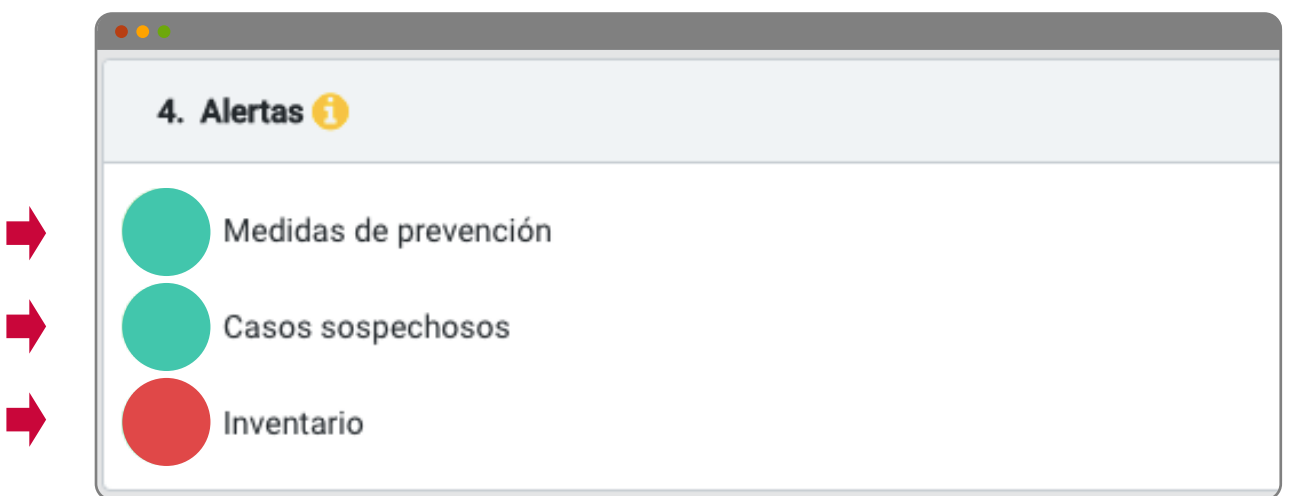 4. Alertas
Medidas de prevención
Casos sospechosos
Inventario